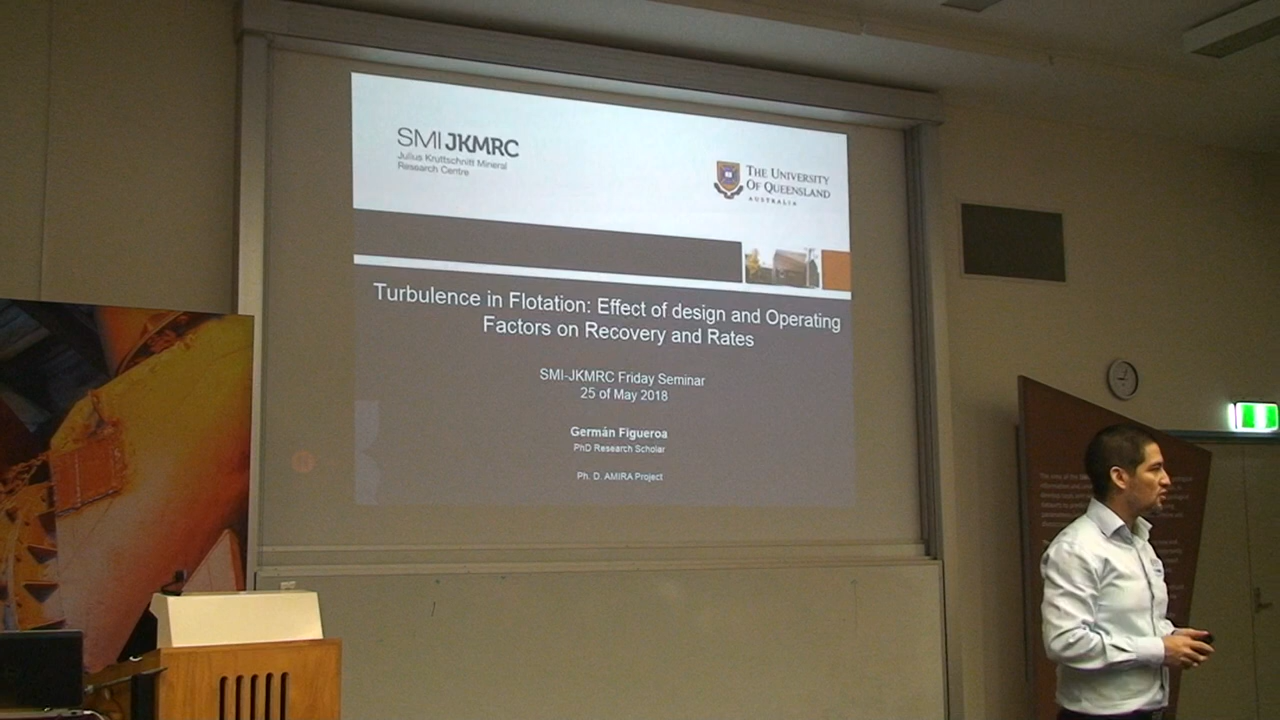 SMI JKMRC
Julius Kruttschnitt Mineral
Research Centre
THE UNIVERSITY
OF QUEENSLAND
AUSTRALIA
Turbulence in Flotation: Effect of design and Operating
Factors on Recovery and Rates
SMI-JKMRC Friday Seminar
25 of May 2018
Germán Figueroa
PhD Research Scholar
Ph. D. AMIRA Project